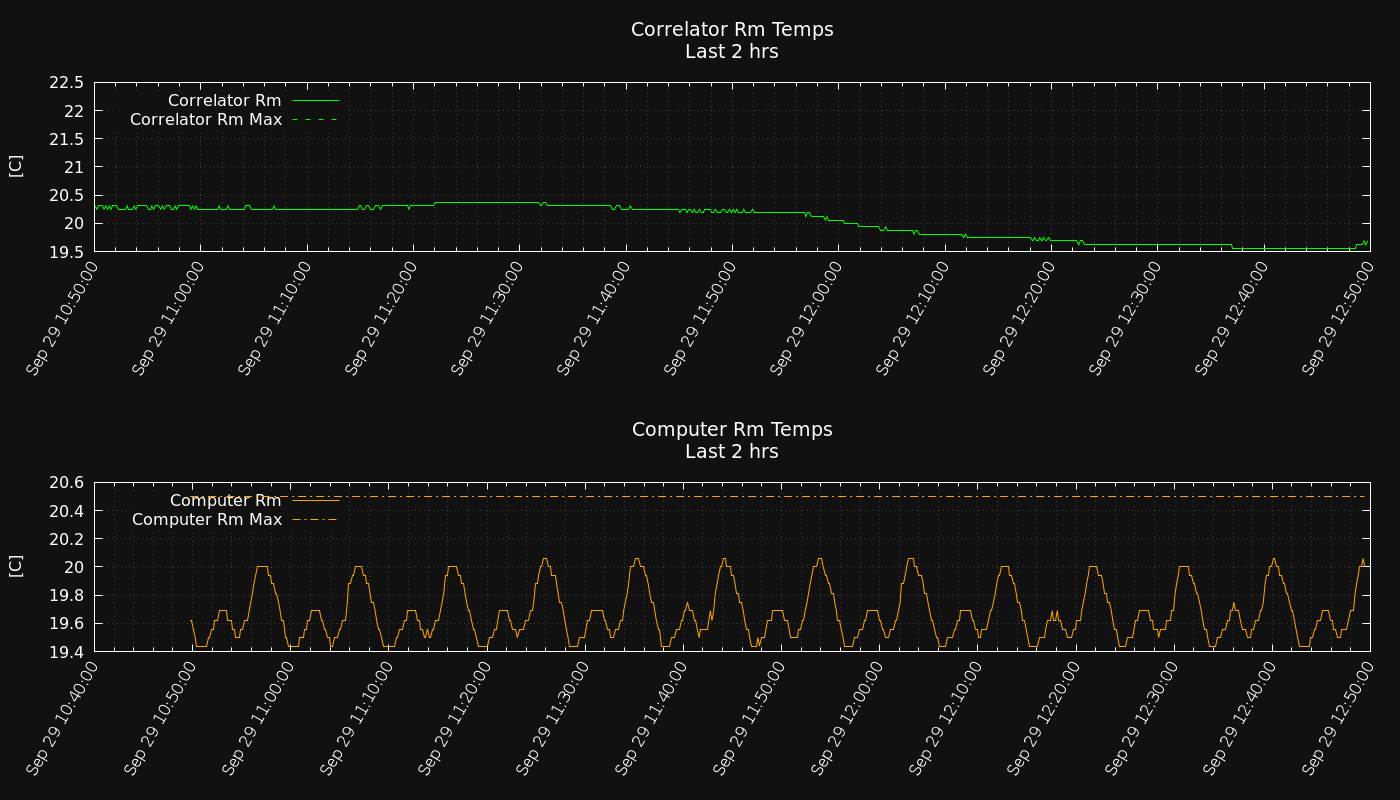 Correlator Rm Temps
Last 2 hrs
22.5
22
21.5
21
20.5
20
19.5
[C]
Correlator Rm
Correlator Rm Max
Sep 29 10:50:00
Sep 29 11:00:00
Sep 29 11:10:00
Sep 29 11:20:00
Sep 29 11:30:00
Sep 29 11:40:00
Sep 29 11:50:00
Sep 29 12:00:00
Sep 29 12:10:00
Sep 29 12:20:00
Sep 29 12:30:00
Sep 29 12:40:00
Sep 29 12:50:00
Computer Rm Temps
Last 2 hrs
20.6
20.4
20.2
20
19.8
19.6
19.4
[C]
Computer Rm
Computer Rm Max
Sep 29 10:40:00
Sep 29 10:50:00
Sep 29 11:00:00
Sep 29 11:10:00
Sep 29 11:20:00
Sep 29 11:30:00
Sep 29 11:40:00
Sep 29 11:50:00
Sep 29 12:00:00
Sep 29 12:10:00
Sep 29 12:20:00
Sep 29 12:30:00
Sep 29 12:40:00
Sep 29 12:50:00